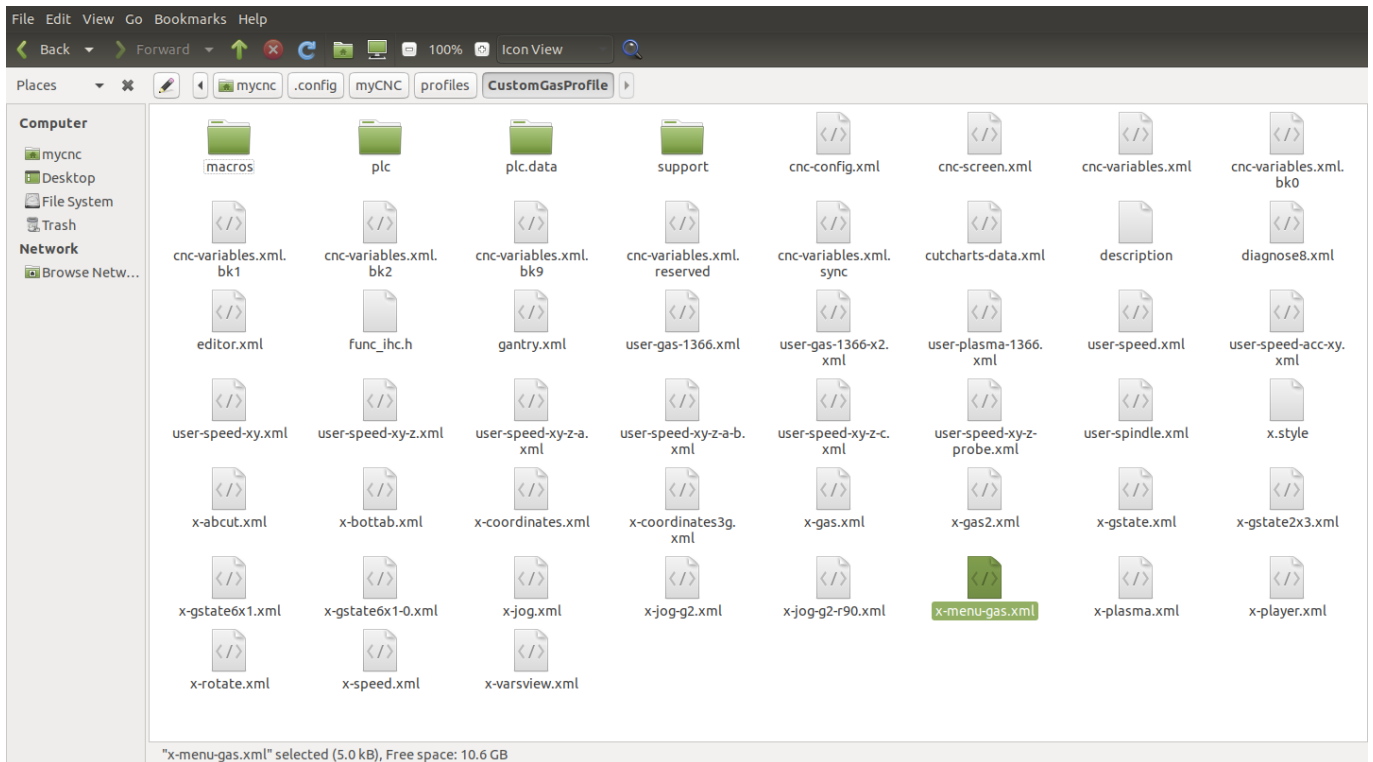 File Edit View Go Bookmarks Help
Back Forward 100% Icon View
Places mycnc .config myCNC profiles CustomGasProfile
Computer
mycnc
Desktop
File System
Trash
Network
Browse Netw...
macros plc plc.data support cnc-config.xml cnc-screen.xml cnc-variables.xml cnc-variables.xml.
bk0
cnc-variables.xml. cnc-variables.xml. cnc-variables.xml. cnc-variables.xml. cnc-variables.xml. cutcharts-data.xml description diagnose8.xml
bk1 bk2 bk9 reserved sync
editor.xml func_ihc.h gantry.xml user-gas-1366.xml user-gas-1366-x2. user-plasma-1366. user-speed.xml user-speed-acc-xy.
xml xml xml
user-speed-xy.xml user-speed-xy-z.xml user-speed-xy-z-a. user-speed-xy-z-a-b. user-speed-xy-z-c. user-speed-xy-z- user-spindle.xml x.style
xml xml xml probe.xml
x-abcut.xml x-bottab.xml x-coordinates.xml x-coordinates3g. x-gas.xml x-gas2.xml x-gstate.xml x-gstate2x3.xml
xml
x-gstate6x1.xml x-gstate6x1-0.xml x-jog.xml x-jog-g2.xml x-jog-g2-r90.xml x-menu-gas.xml x-plasma.xml x-player.xml
x-rotate.xml x-speed.xml x-varsview.xml
"x-menu-gas.xml" selected (5.0 kB), Free space: 10.6 GB